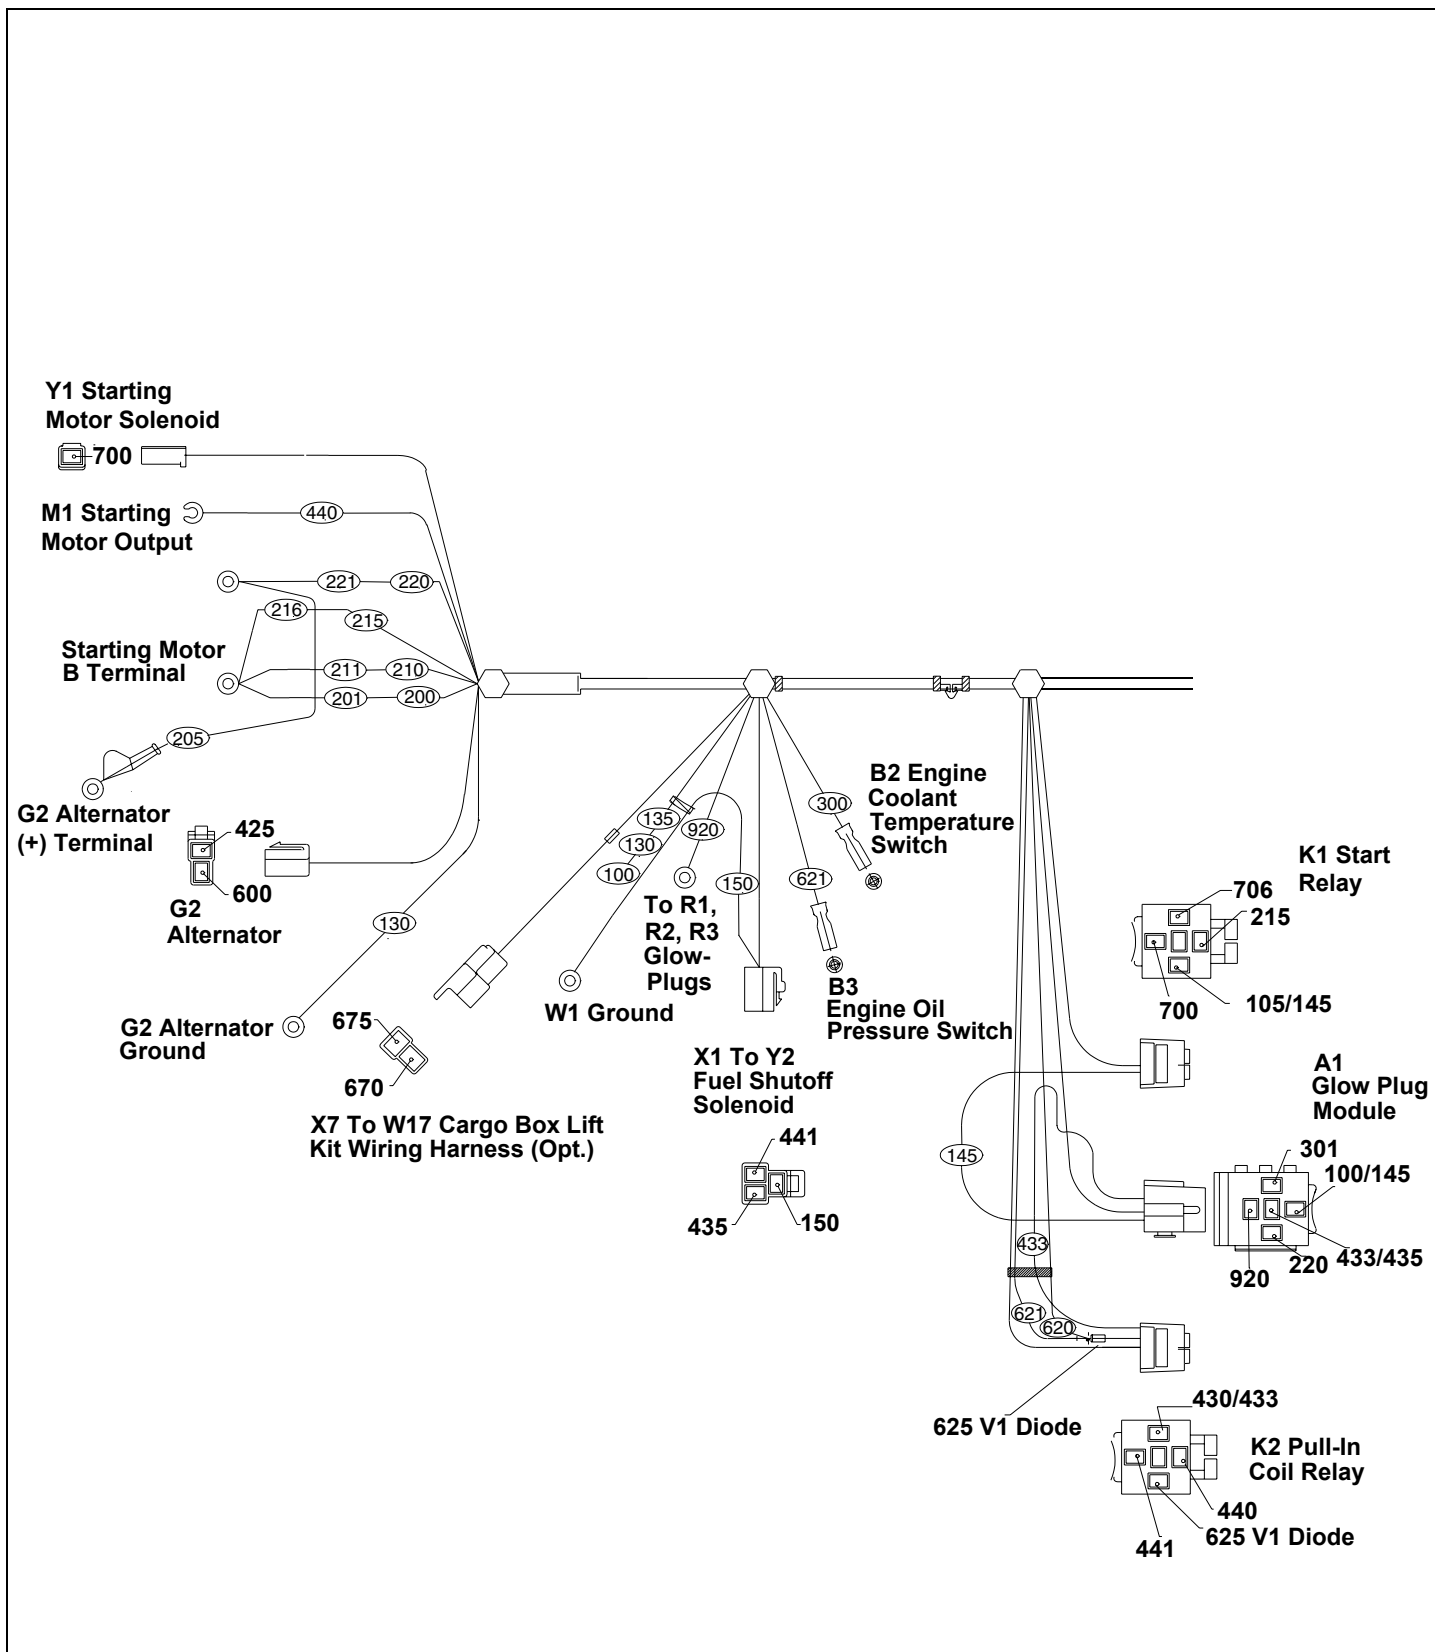 Y1 Starting
Motor Solenoid
700
M1 Starting
Motor Output
440
221
220
216
215
Starting Motor
B Terminal
211
210
201
200
205
G2 Alternator
(+) Terminal
425
600
G2
Alternator
130
G2 Alternator
Ground
675
670
X7 To W17 Cargo Box Lift
Kit Wiring Harness (Opt.)
135
130
100
920
W1 Ground
To R1,
R2, R3
Glow-
Plugs
150
621
300
B2 Engine
Coolant
Temperature
Switch
B3
Engine Oil
Pressure Switch
X1 To Y2
Fuel Shutoff
Solenoid
441
435
150
K1 Start
Relay
706
215
700
105/145
A1
Glow Plug
Module
301
100/145
145
433
920
220
433/435
621
620
625 V1 Diode
430/433
K2 Pull-In
Coil Relay
440
625 V1 Diode
441